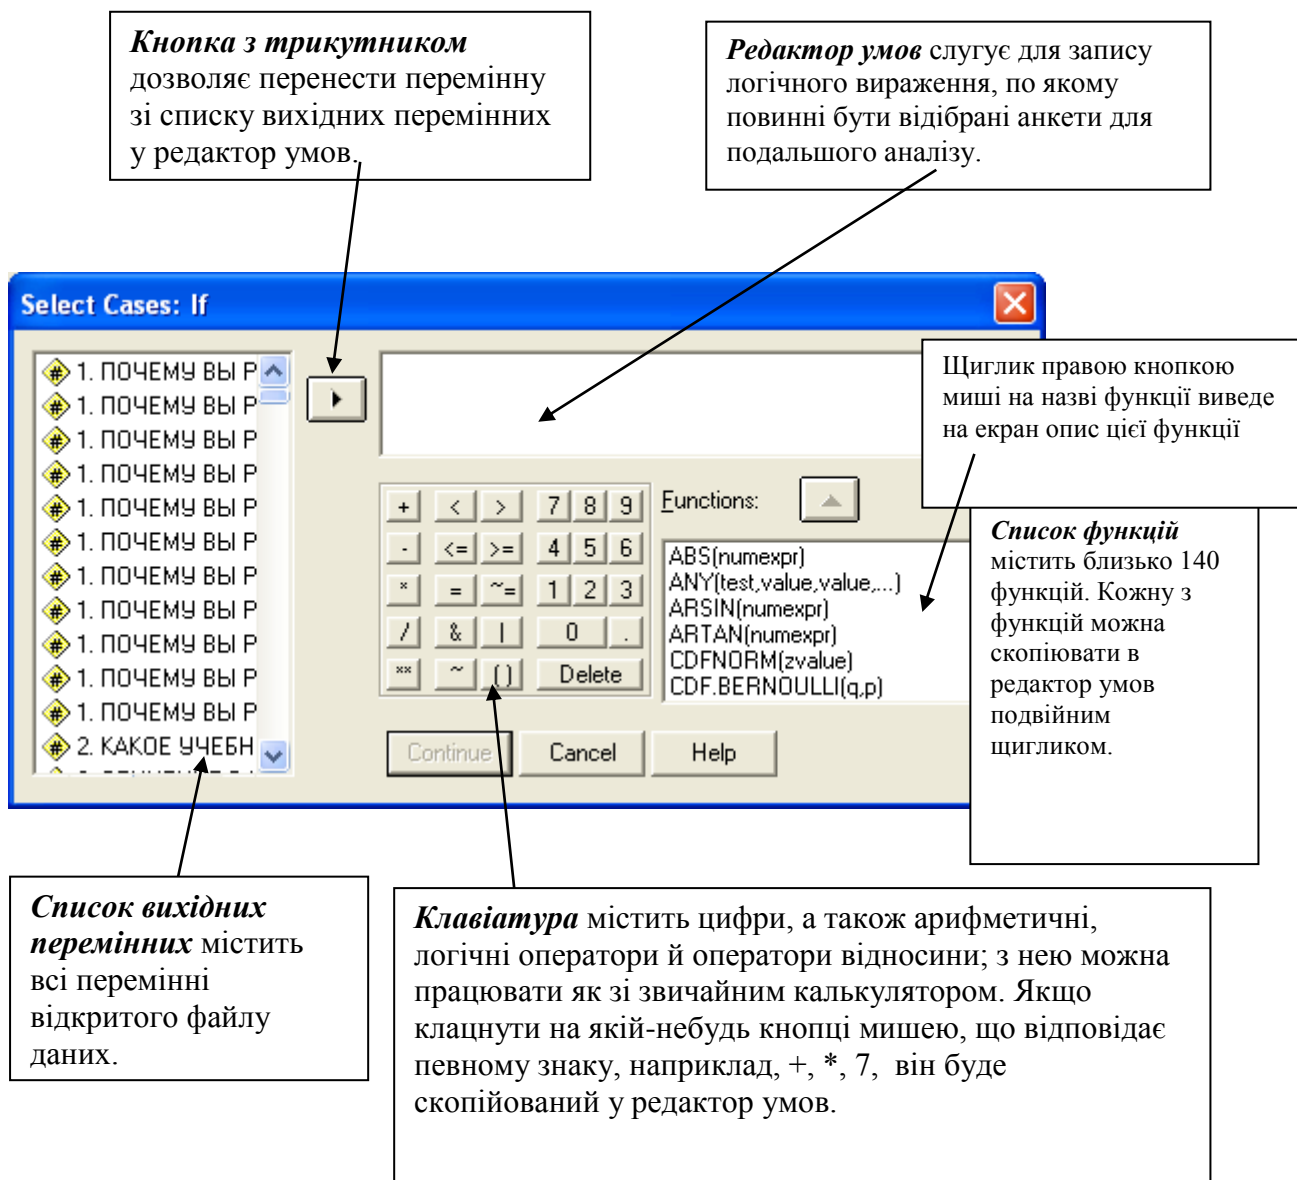 Кнопка з трикутником
дозволяє перенести перемінну
зі списку вихідних перемінних
у редактор умов.
Редактор умов слугує для запису
логічного вираження, по якому
повинні бути відібрані анкети для
подальшого аналізу.
Select Cases: If
1. ПОЧЕМУ ВЫ Р
1. ПОЧЕМУ ВЫ Р
1. ПОЧЕМУ ВЫ Р
1. ПОЧЕМУ ВЫ Р
1. ПОЧЕМУ ВЫ Р
1. ПОЧЕМУ ВЫ Р
1. ПОЧЕМУ ВЫ Р
1. ПОЧЕМУ ВЫ Р
1. ПОЧЕМУ ВЫ Р
1. ПОЧЕМУ ВЫ Р
1. ПОЧЕМУ ВЫ Р
2. КАКОЕ УЧЕБН
Щиглик правою кнопкою
миші на назві функції виведе
на екран опис цієї функції
+ < > 7 8 9
- <= >= 4 5 6
* = ~= 1 2 3
/ & | 0 .
** ~ () Delete
Functions:
ABS(numexpr)
ANY(test,value,value,...)
ARSIN(numexpr)
ARTAN(numexpr)
CDFNORM(zvalue)
CDF.BERNOULLI(q,p)
Continue Cancel Help
Список функцій
містить близько 140
функцій. Кожну з
функцій можна
скопіювати в
редактор умов
подвійним
щигликом.
Список вихідних
перемінних містить
всі перемінні
відкритого файлу
даних.
Клавіатура містить цифри, а також арифметичні,
логічні оператори й оператори відносини; з нею можна
працювати як зі звичайним калькулятором. Якщо
клацнути на якій-небудь кнопці мишею, що відповідає
певному знаку, наприклад, +, *, 7, він буде
скопійований у редактор умов.